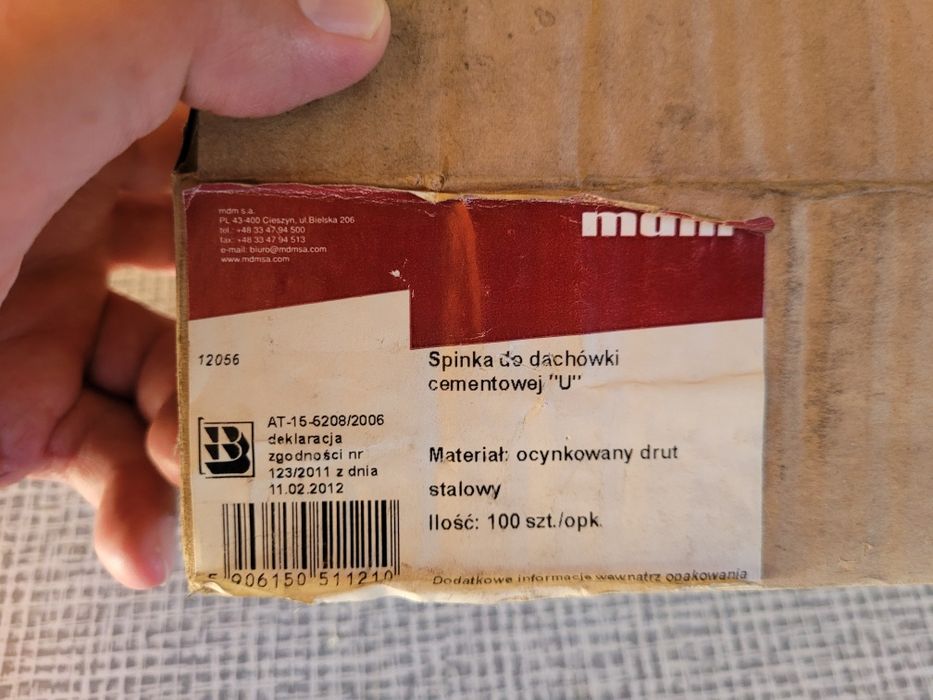 mdm s.a.
PL 43-400 Cieszyn, ul.Bielska 206
tel.: +48 33 47 94 500
fax: +48 33 47 94 513
e-mail: biuro@mdmsa.com
www.mdmsa.com
mdm
12056
Spinka do dachówki
cementowej "U"
AT-15-6208/2006
deklaracja
zgodności nr
123/2011 z dnia
11.02.2012
Materiał: ocynkowany drut
stalowy
Ilość: 100 szt./opk.
5 906150 511210
Dodatkowe informacje wewnątrz opakowania